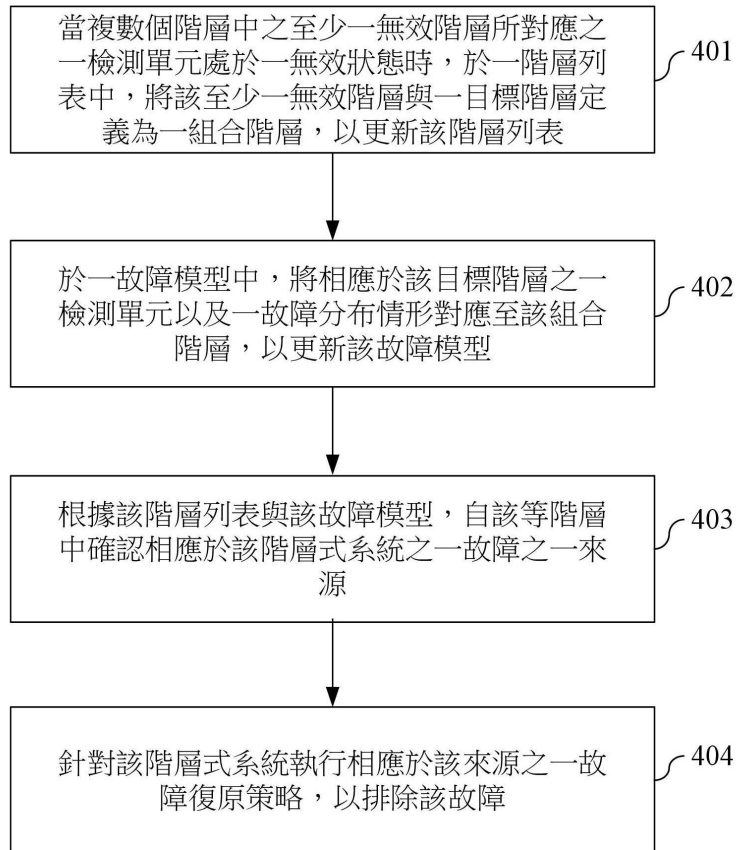 當複數個階層中之至少一無效階層所對應之
一檢測單元處於一無效狀態時，於一階層列
表中，將該至少一無效階層與一目標階層定
義為一組合階層，以更新該階層列表
401
於一故障模型中，將相應於該目標階層之一
檢測單元以及一故障分布情形對應至該組合
階層，以更新該故障模型
402
根據該階層列表與該故障模型，自該等階層
中確認相應於該階層式系統之一故障之一來
源
403
針對該階層式系統執行相應於該來源之一故
障復原策略，以排除該故障
404